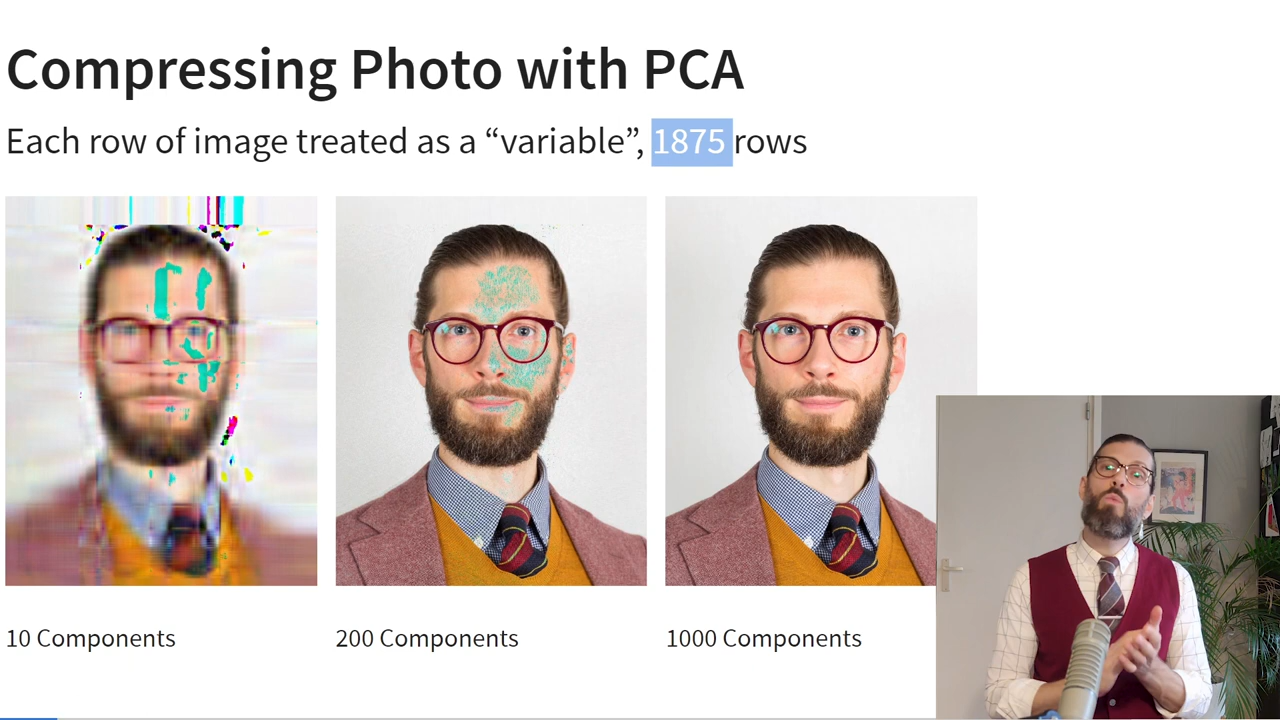 Compressing Photo with PCA
Each row of image treated as a “variable”, 1875 rows
10 Components
200 Components
1000 Components